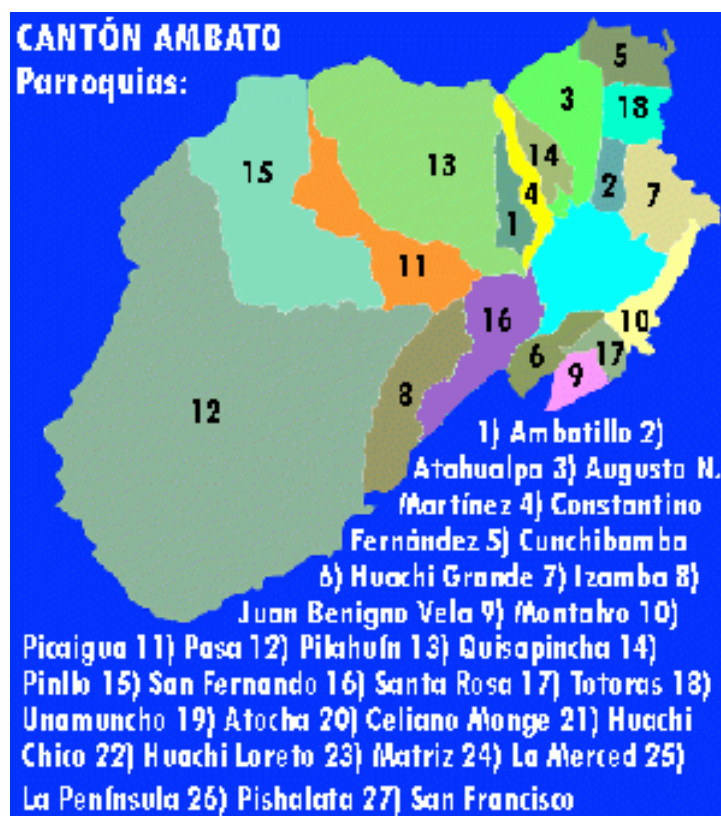 CANTÓN AMBATO
Parroquias:
5
3
18
15
13
14
2
4
7
1
11
16
10
6
17
9
8
12
1) Ambatillo 2)
Atahualpa 3) Augusto N.
Martínez 4) Constantino
Fernández 5) Cunchibamba
6) Huachi Grande 7) Izamba 8)
Juan Benigno Vela 9) Montalvo 10)
Picaigua 11) Pasa 12) Pilahuín 13) Quisapincha 14)
Pinllo 15) San Fernando 16) Santa Rosa 17) Totoras 18)
Unamuncho 19) Atocha 20) Celiano Monge 21) Huachi
Chico 22) Huachi Loreto 23) Matriz 24) La Merced 25)
La Península 26) Pishalata 27) San Francisco